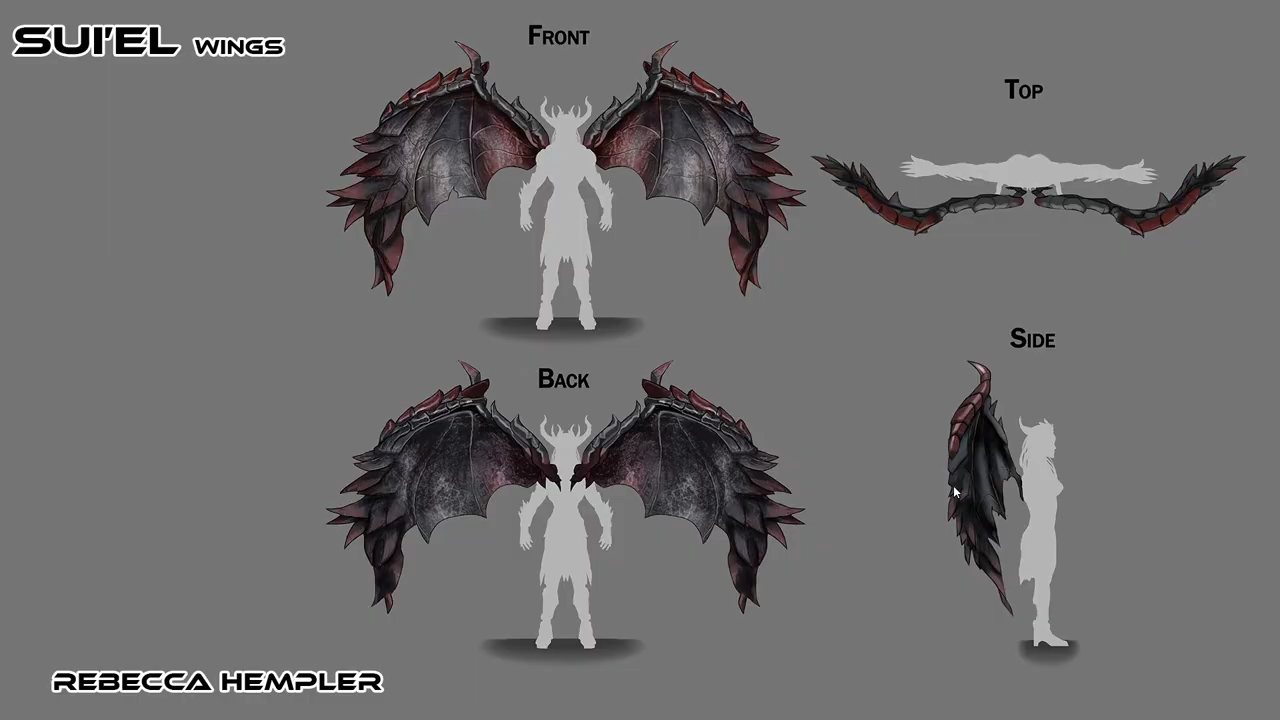 SUI'EL WINGS
FRONT
TOP
SIDE
BACK
REBECCA HEMPLER